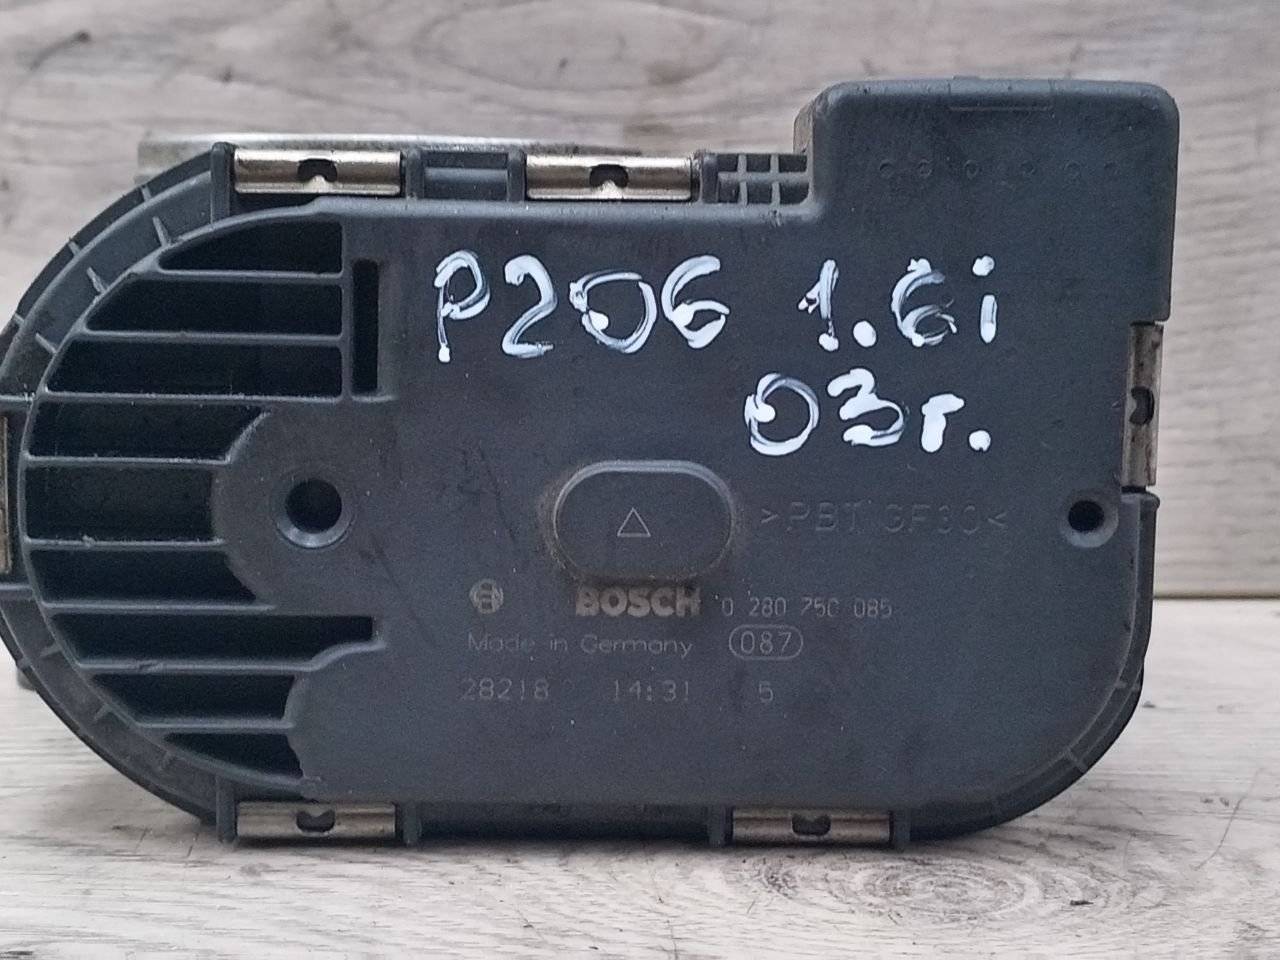 P206 1.6i
03г.
>PBT GF30<
BOSCH 0 280 750 085
Made in Germany 087
28218 14:31 5